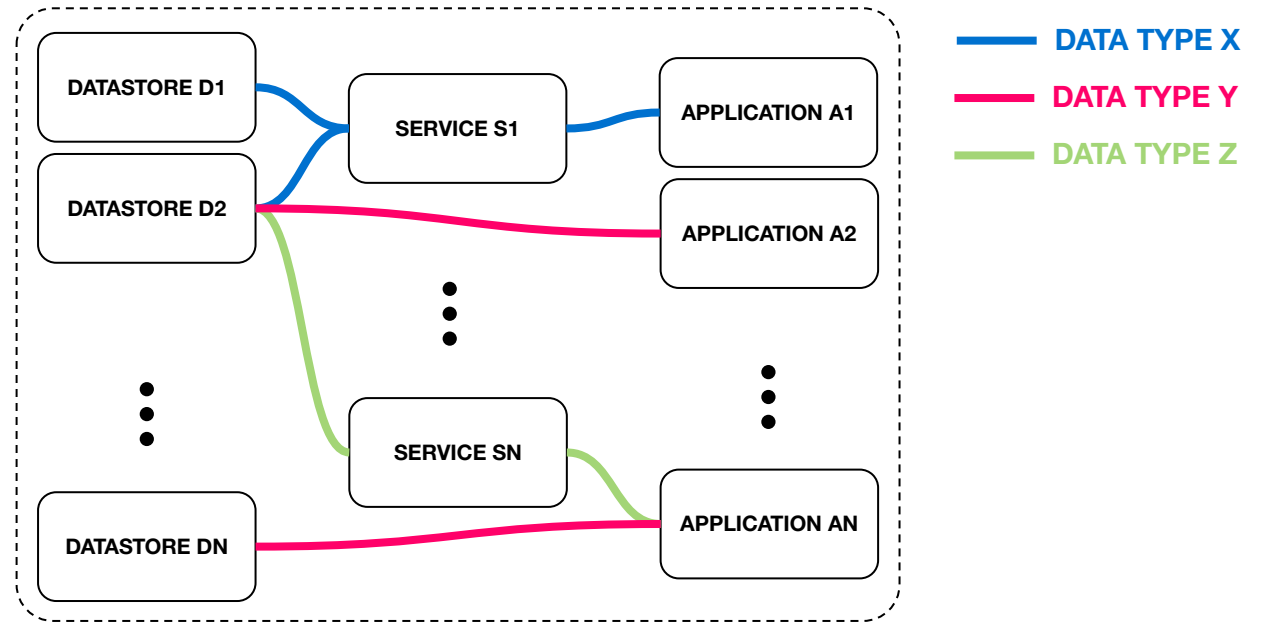 DATASTORE D1
SERVICE S1
APPLICATION A1
DATASTORE D2
APPLICATION A2
SERVICE SN
DATASTORE DN
APPLICATION AN
DATA TYPE X
DATA TYPE Y
DATA TYPE Z